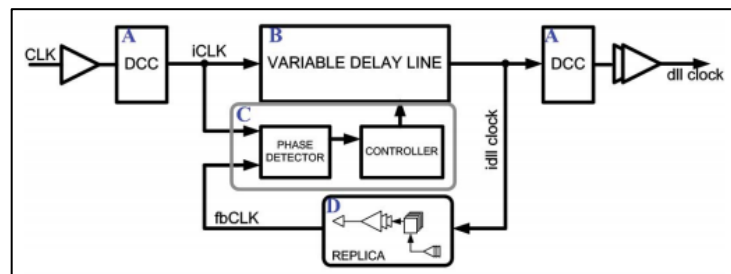 A
B
A
CLK
DCC
iCLK
VARIABLE DELAY LINE
DCC
dll clock
C
PHASE
DETECTOR
CONTROLLER
idll clock
fbCLK
D
REPLICA